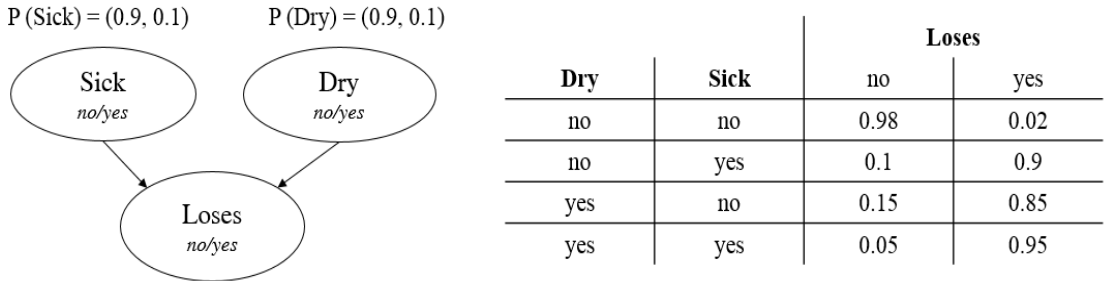 P (Sick) = (0.9, 0.1) P (Dry) = (0.9, 0.1)
Sick
no/yes
Dry
no/yes
Loses
no/yes
Loses
Dry Sick no yes
no no 0.98 0.02
no yes 0.1 0.9
yes no 0.15 0.85
yes yes 0.05 0.95